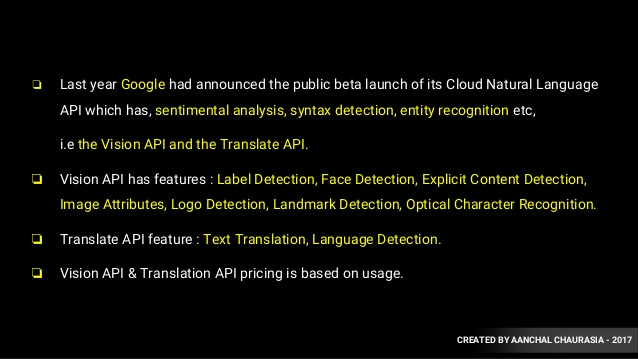 ❏ Last year Google had announced the public beta launch of its Cloud Natural Language
API which has, sentimental analysis, syntax detection, entity recognition etc,
i.e the Vision API and the Translate API.
❏ Vision API has features : Label Detection, Face Detection, Explicit Content Detection,
Image Attributes, Logo Detection, Landmark Detection, Optical Character Recognition.
❏ Translate API feature : Text Translation, Language Detection.
❏ Vision API & Translation API pricing is based on usage.
CREATED BY AANCHAL CHAURASIA - 2017